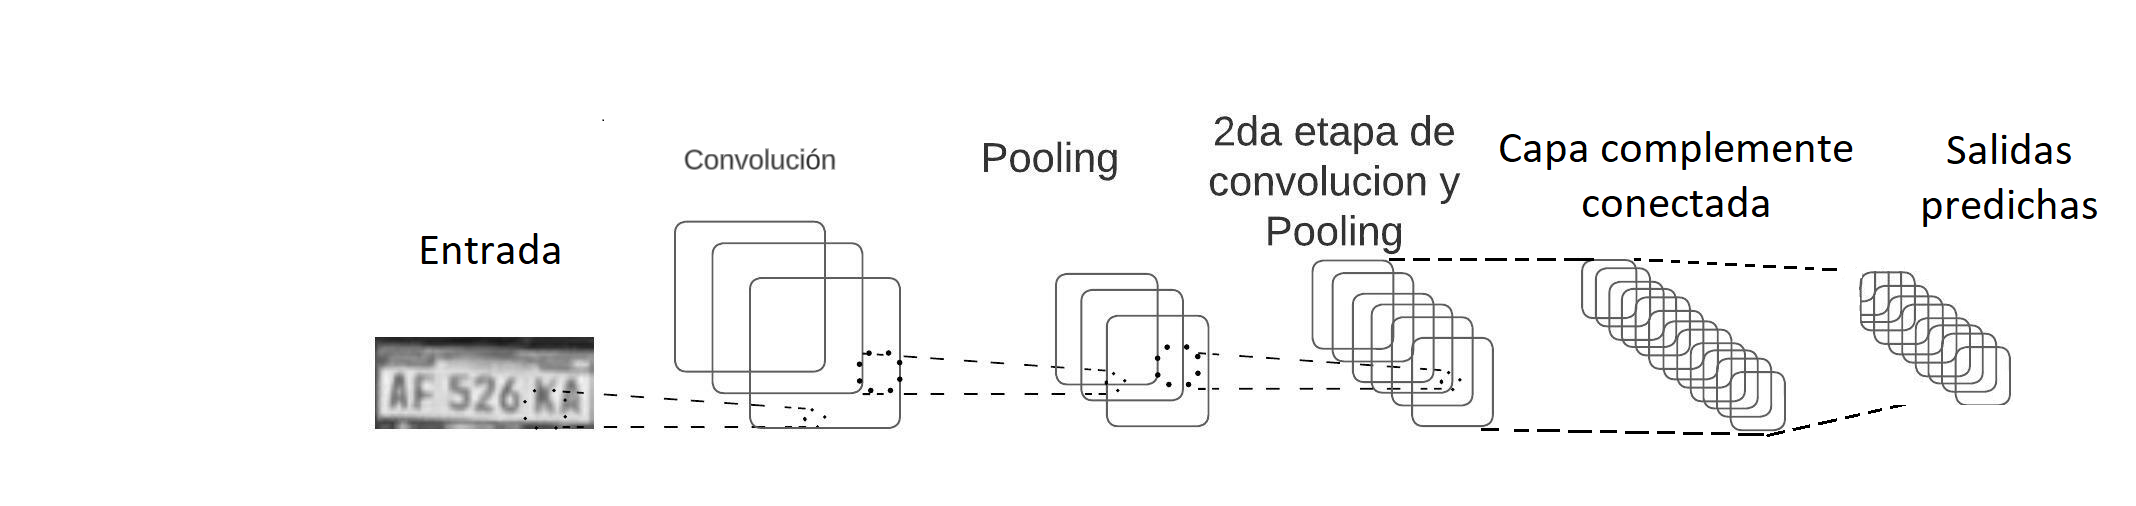 Entrada
AF 526 KA
Convolución
Pooling
2da etapa de
convolucion y
Pooling
Capa complemente
conectada
Salidas
predichas